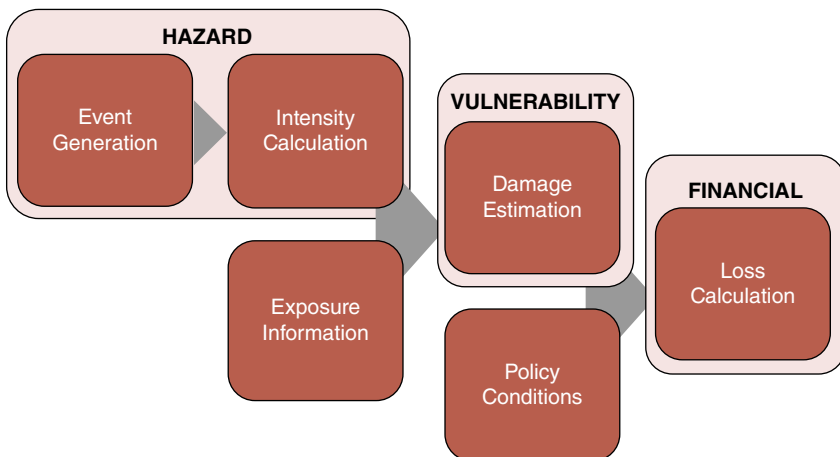 HAZARD
Event
Generation
Intensity
Calculation
Exposure
Information
VULNERABILITY
Damage
Estimation
Policy
Conditions
FINANCIAL
Loss
Calculation